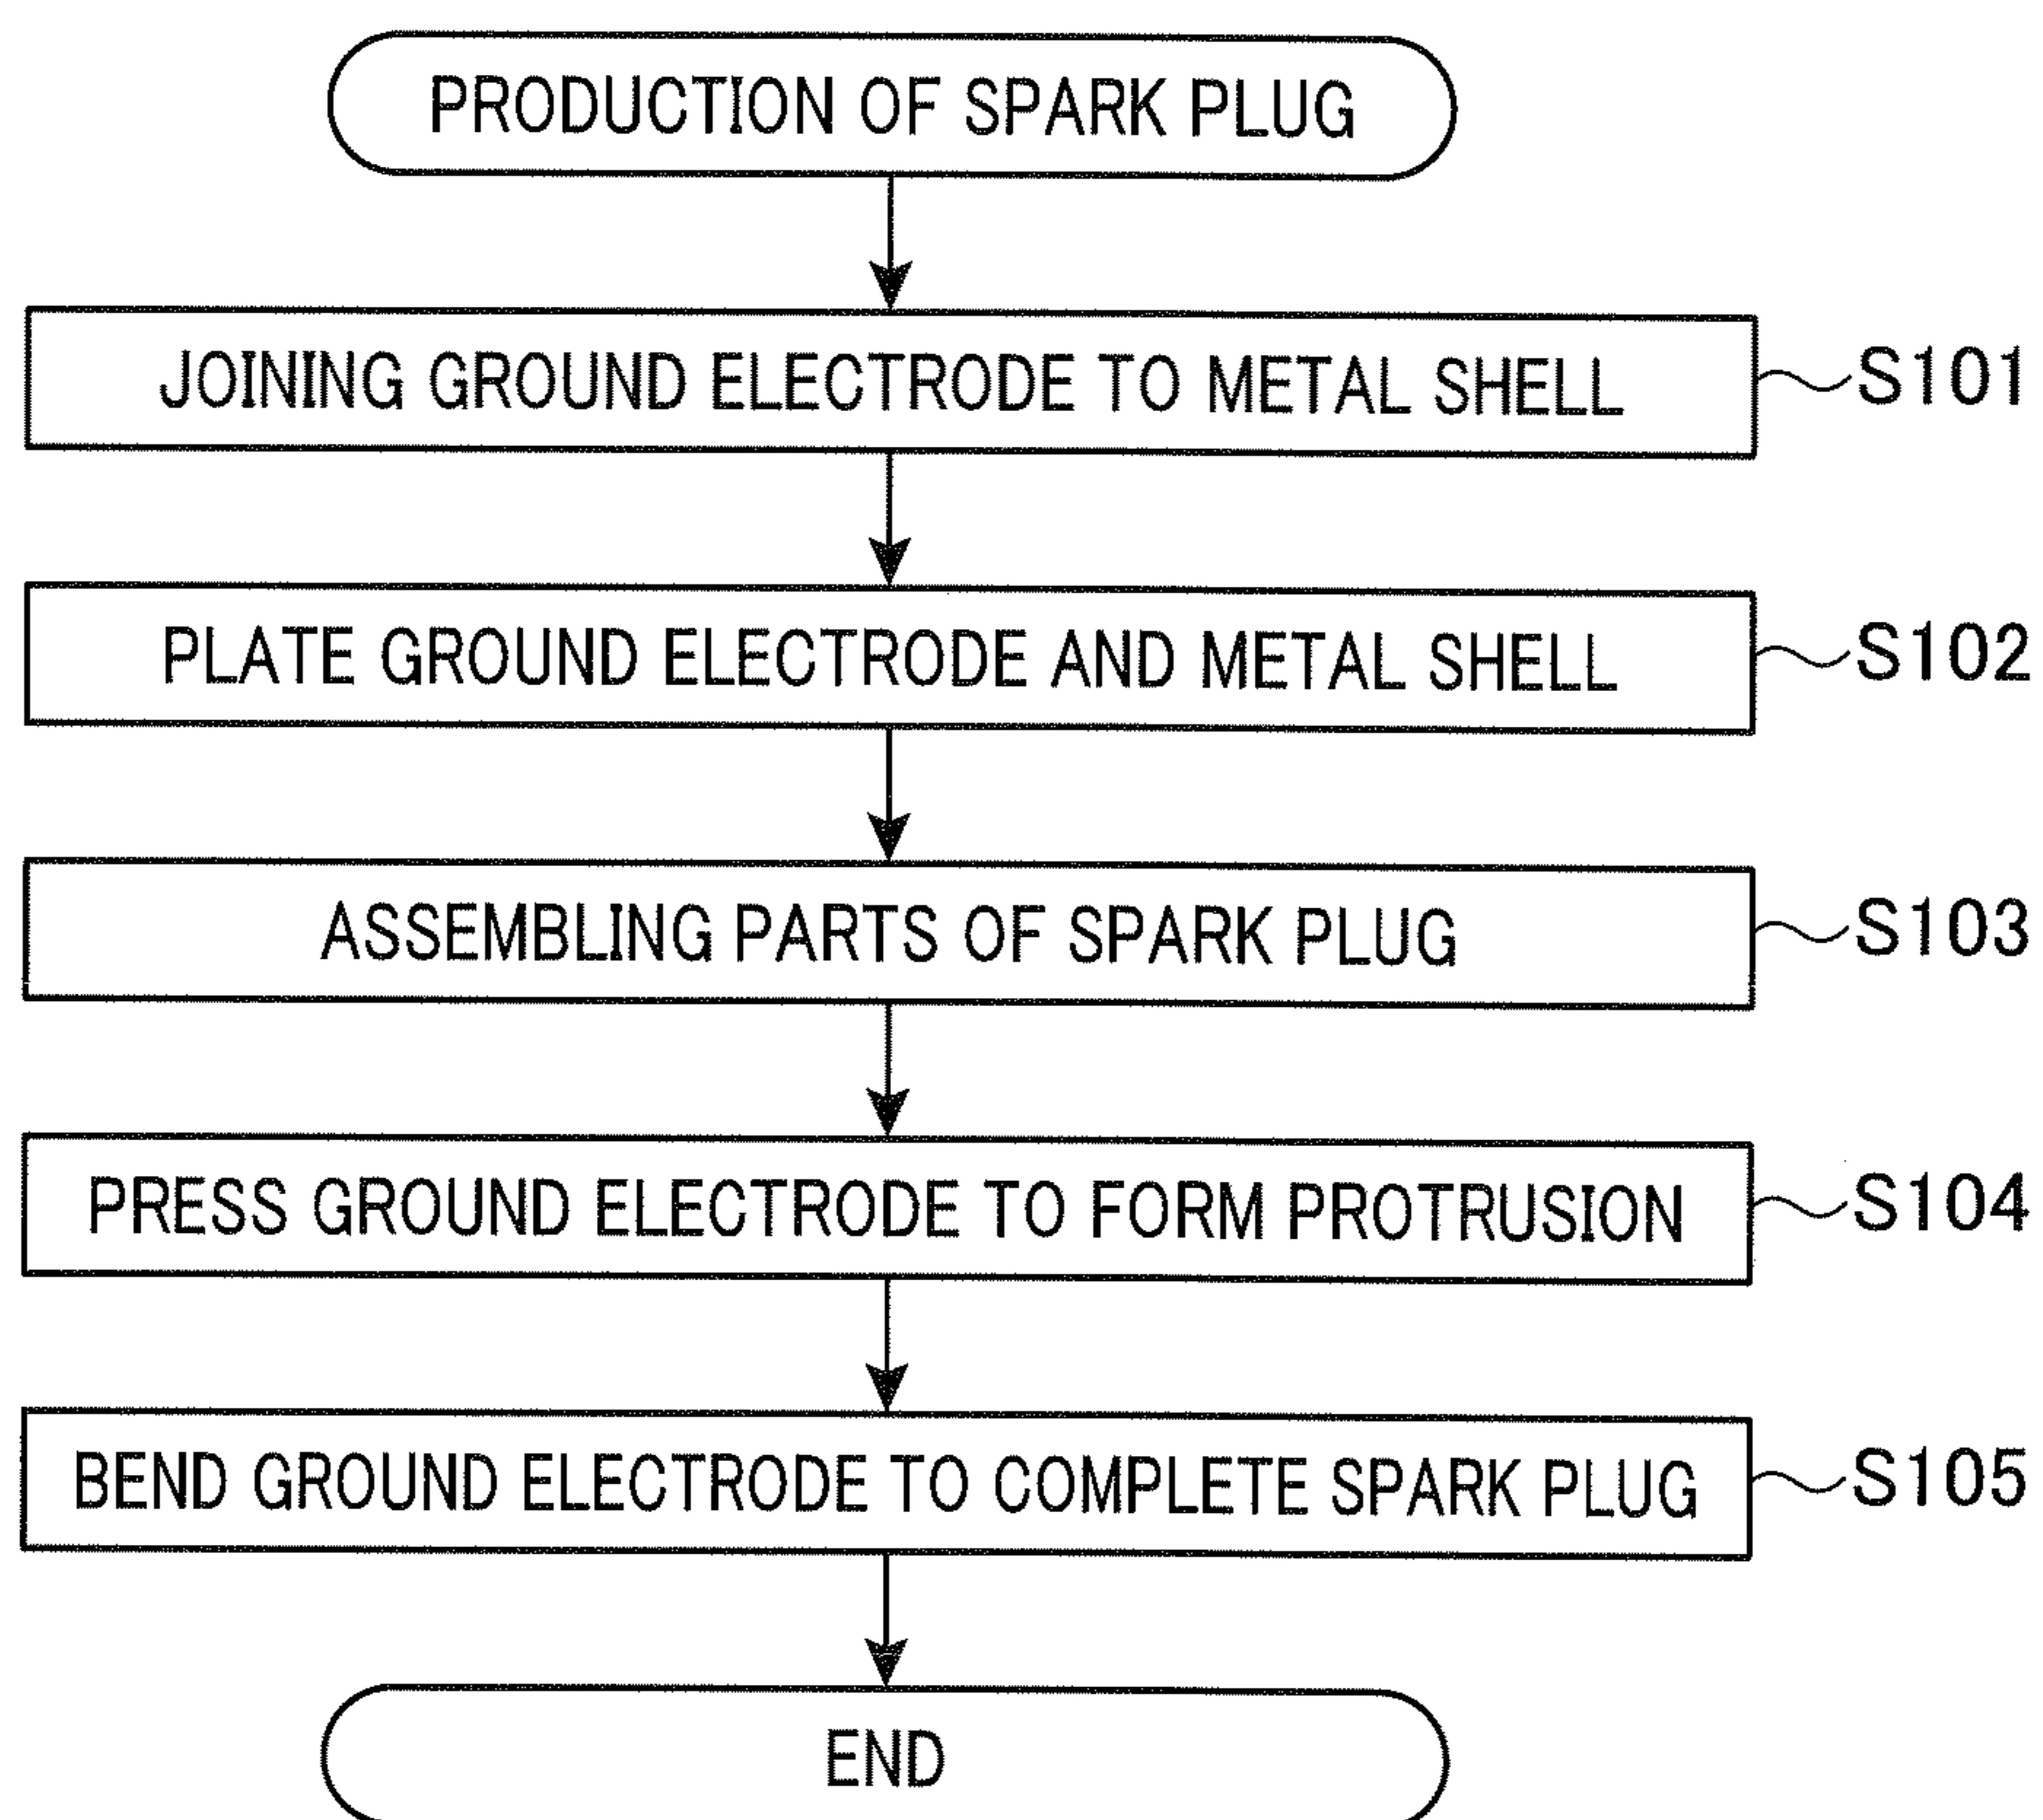 PRODUCTION OF SPARK PLUG
JOINING GROUND ELECTRODE TO METAL SHELL S101
PLATE GROUND ELECTRODE AND METAL SHELL S102
ASSEMBLING PARTS OF SPARK PLUG S103
PRESS GROUND ELECTRODE TO FORM PROTRUSION S104
BEND GROUND ELECTRODE TO COMPLETE SPARK PLUG S105
END